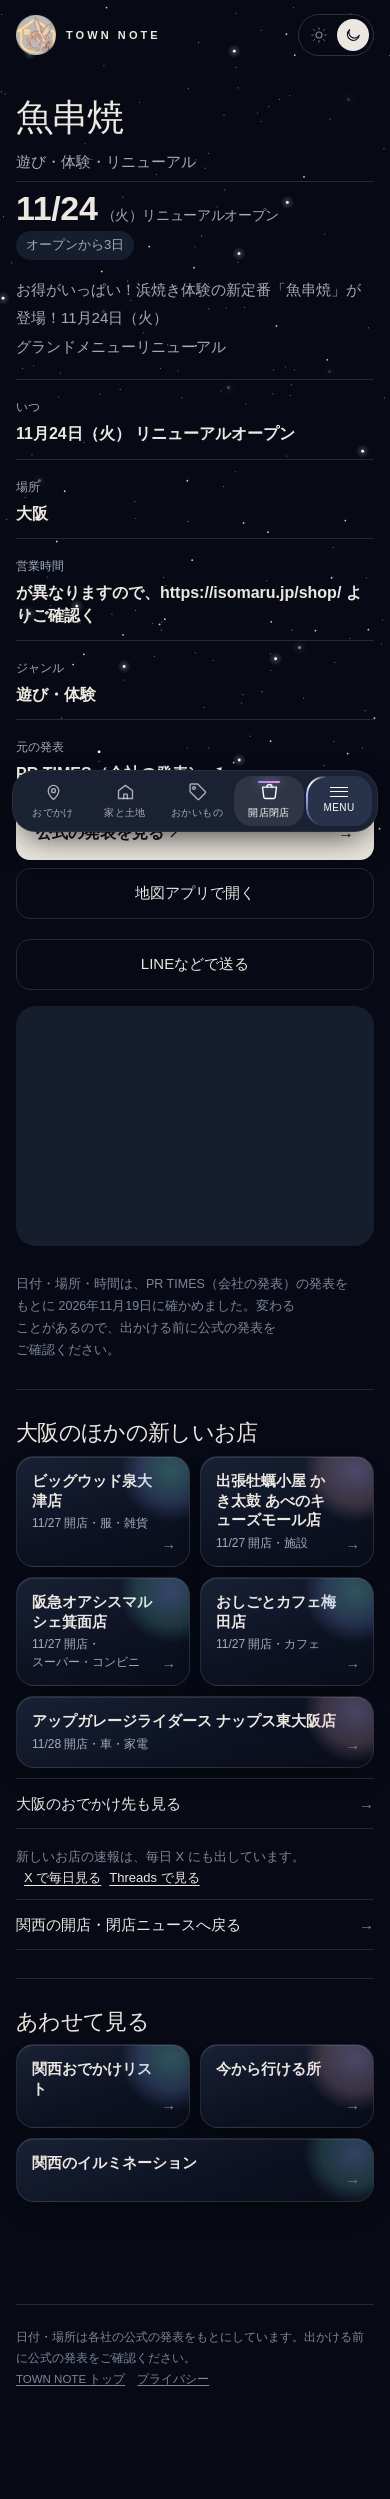 TOWN NOTE
魚串焼
遊び・体験・リニューアル
11/24（火）リニューアルオープン
オープンから3日
お得がいっぱい！浜焼き体験の新定番「魚串焼」が
登場！11月24日（火）
グランドメニューリニューアル
いつ
11月24日（火） リニューアルオープン
場所
大阪
営業時間
が異なりますので、https://isomaru.jp/shop/ よ
りご確認く
ジャンル
遊び・体験
元の発表
おでかけ
家と土地
おかいもの
開店閉店
MENU
公式の発表を見る
→
地図アプリで開く
LINEなどで送る
日付・場所・時間は、PR TIMES（会社の発表）の発表を
もとに 2026年11月19日に確かめました。変わる
ことがあるので、出かける前に公式の発表を
ご確認ください。
大阪のほかの新しいお店
ビッグウッド泉大
津店
11/27 開店・服・雑貨
→
出張牡蠣小屋 か
き太鼓 あべのキ
ューズモール店
11/27 開店・施設
→
阪急オアシスマル
シェ箕面店
11/27 開店・
スーパー・コンビニ
→
おしごとカフェ梅
田店
11/27 開店・カフェ
→
アップガレージライダース ナップス東大阪店
11/28 開店・車・家電
→
大阪のおでかけ先も見る →
新しいお店の速報は、毎日 X にも出しています。
X で毎日見る Threads で見る
関西の開店・閉店ニュースへ戻る →
あわせて見る
関西おでかけリス
ト
→
今から行ける所
→
関西のイルミネーション
→
日付・場所は各社の公式の発表をもとにしています。出かける前
に公式の発表をご確認ください。
TOWN NOTE トップ プライバシー